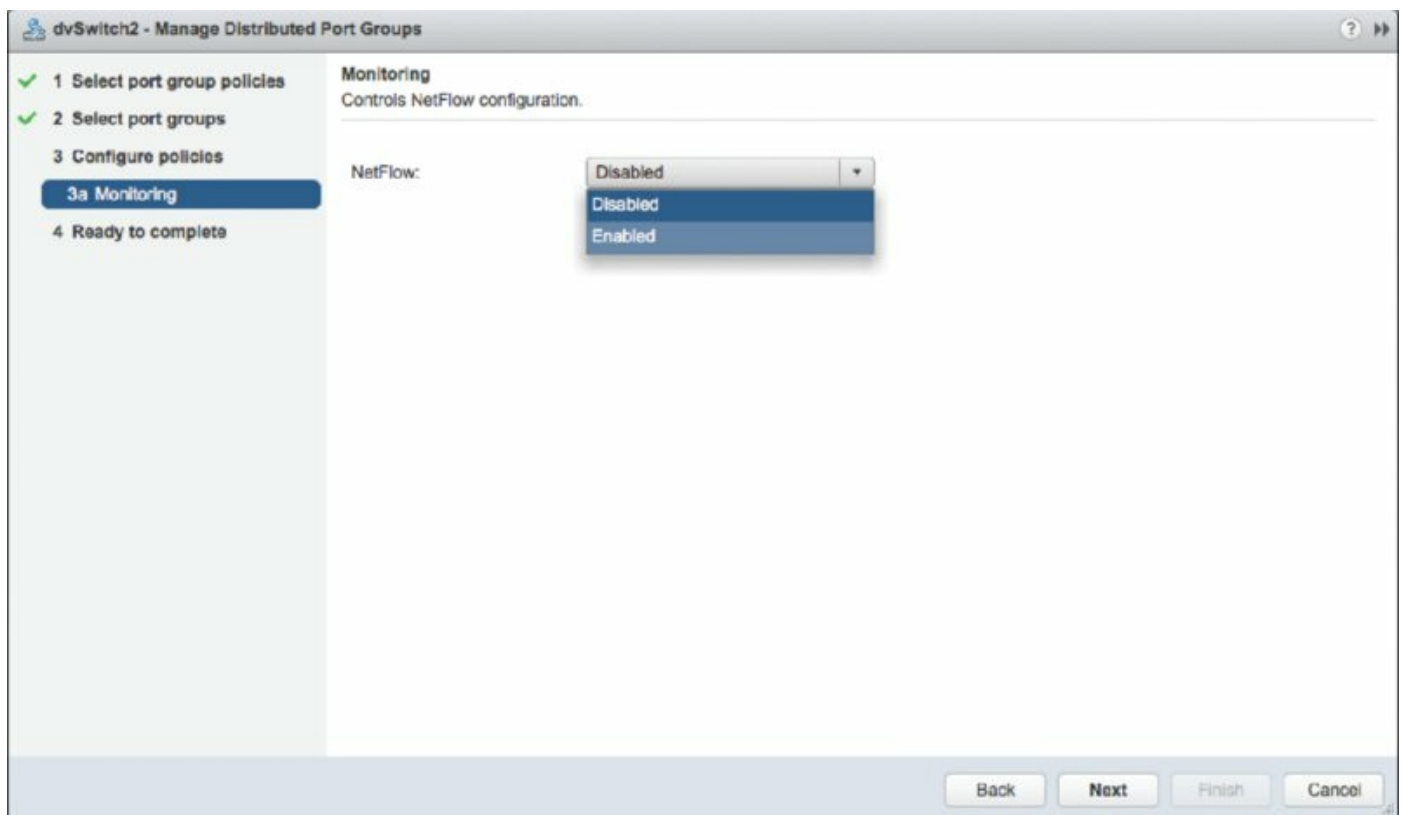 dvSwitch2 - Manage Distributed Port Groups
?
1 Select port group policies
2 Select port groups
3 Configure policies
3a Monitoring
4 Ready to complete
Monitoring
Controls NetFlow configuration.
NetFlow:
Disabled
Disabled
Enabled
Back
Next
Finish
Cancel